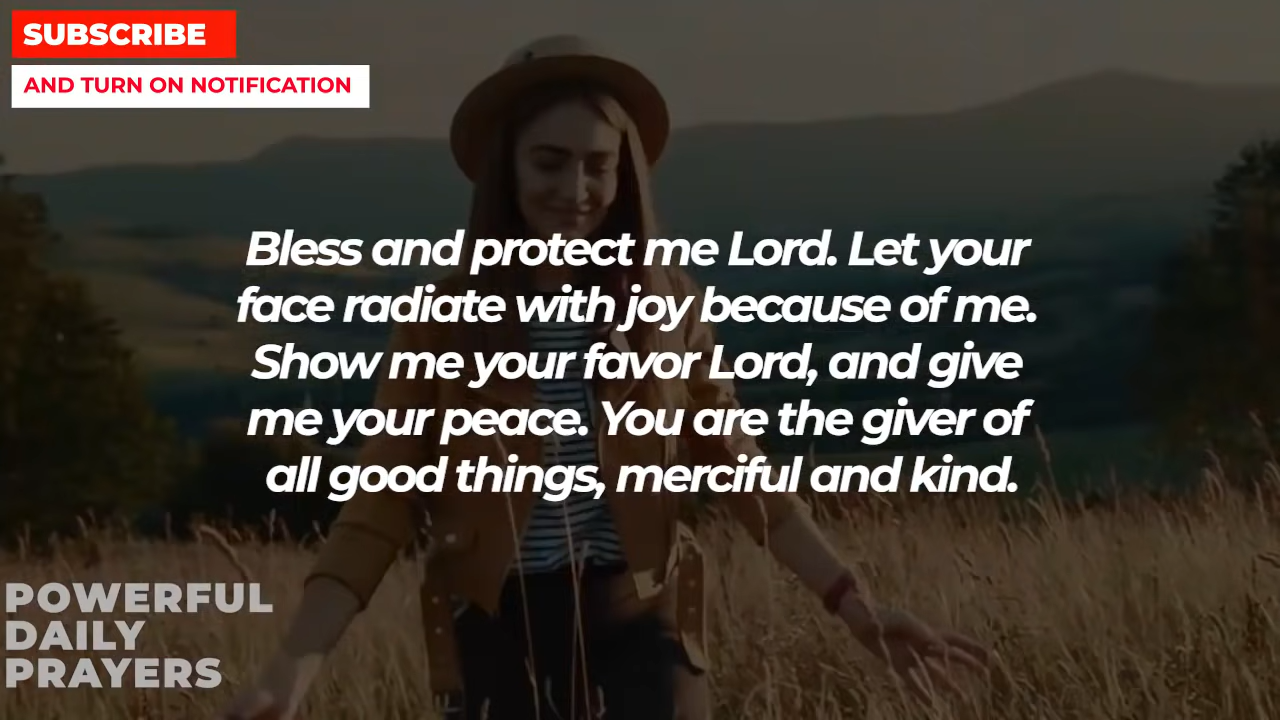 SUBSCRIBE
AND TURN ON NOTIFICATION
Bless and protect me Lord. Let your
face radiate with joy because of me.
Show me your favor Lord, and give
me your peace. You are the giver of
all good things, merciful and kind.
POWERFUL
DAILY
PRAYERS